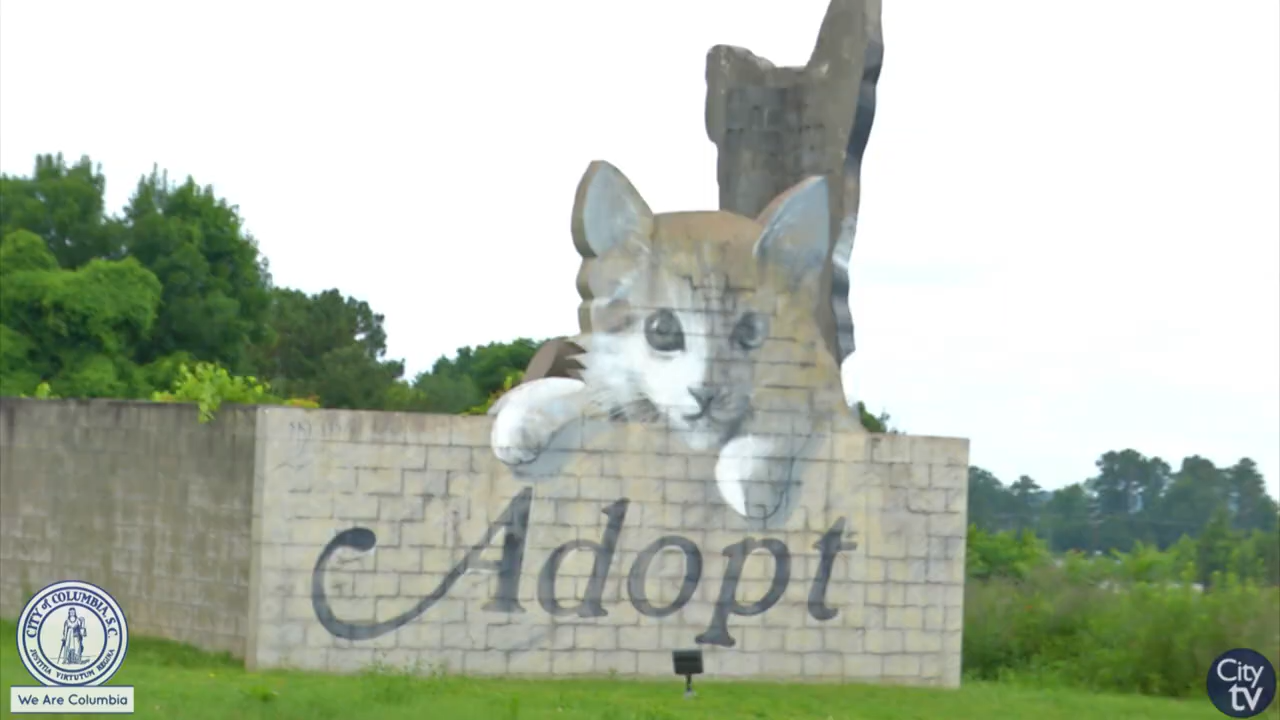 Adopt
CITY of COLUMBIA, S.C.
JUSTITIA VIRTUTUM REGINA
We Are Columbia
City
tv